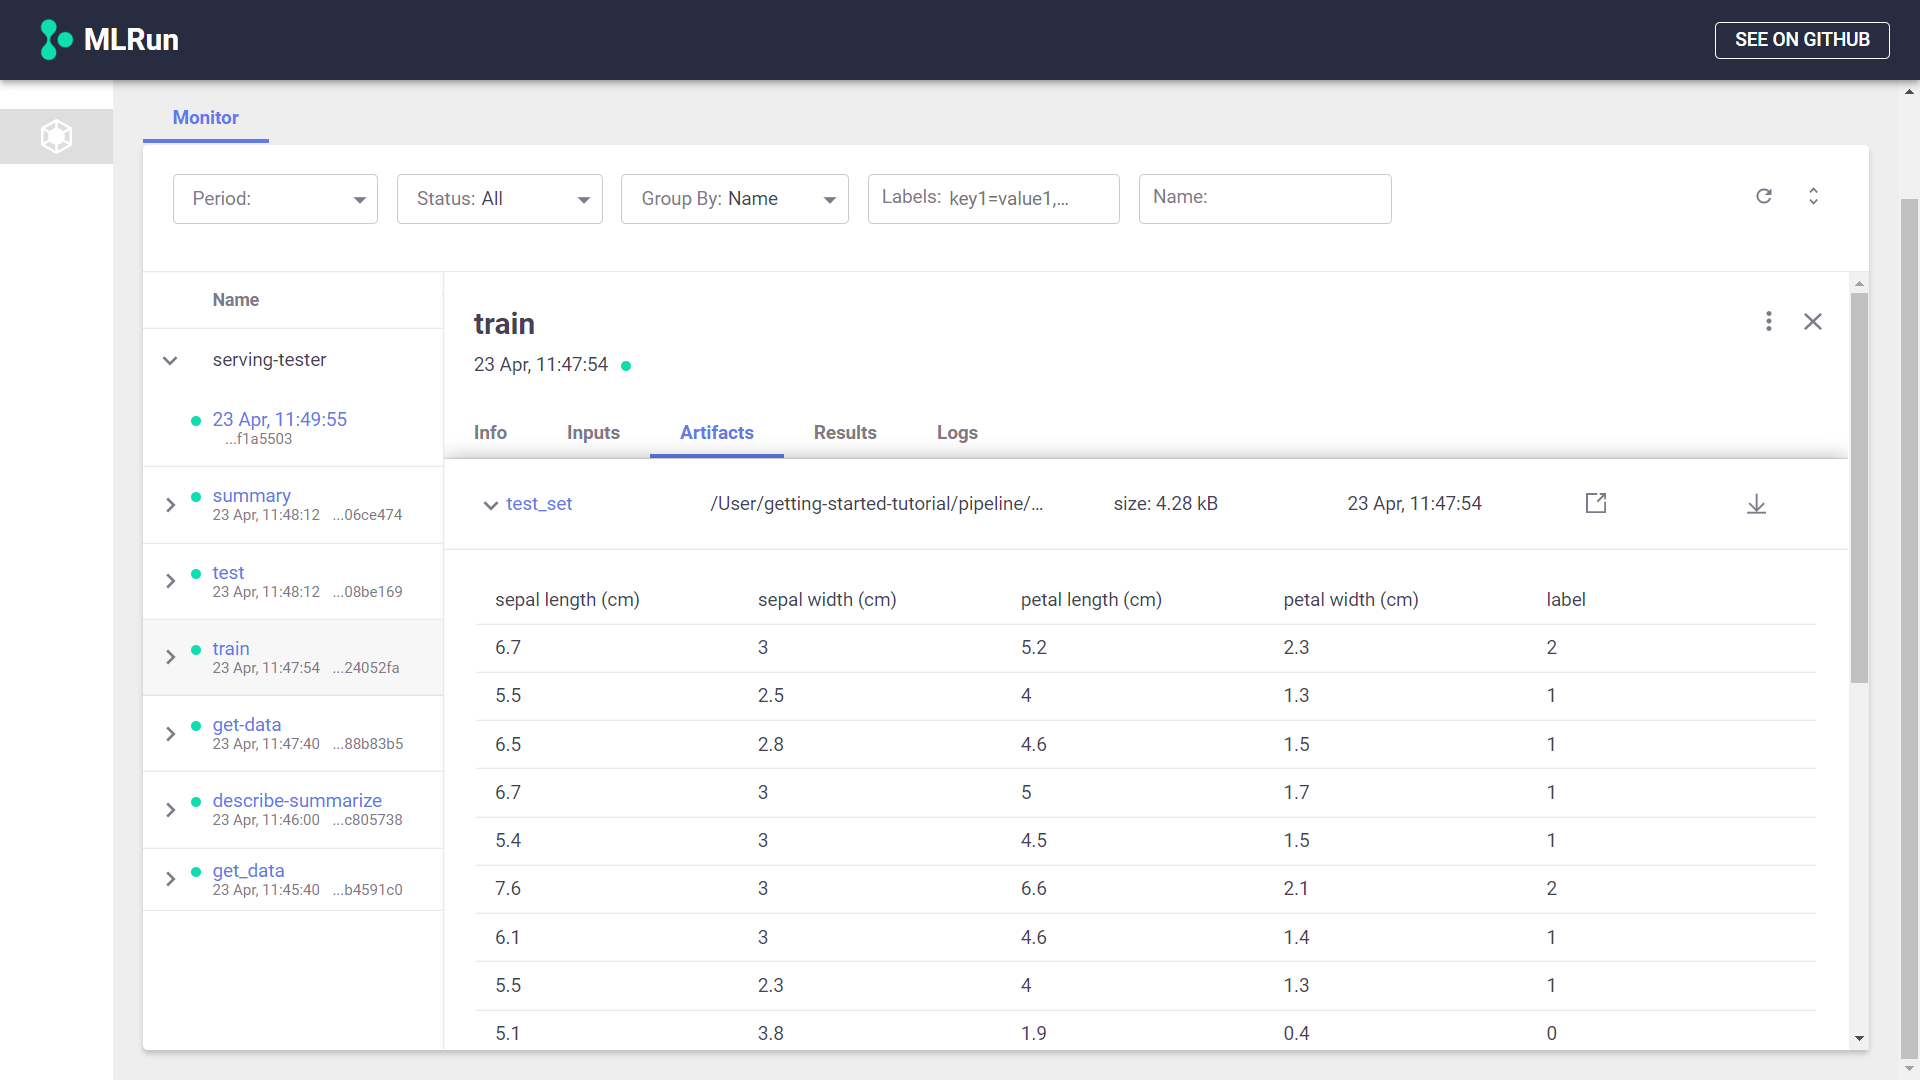 MLRun
SEE ON GITHUB
Monitor
Period:
Status: All
Group By: Name
Labels: key1=value1,...
Name:
Name
serving-tester
23 Apr, 11:49:55
...f1a5503
summary
23 Apr, 11:48:12 ...06ce474
test
23 Apr, 11:48:12 ...08be169
train
23 Apr, 11:47:54 ...24052fa
get-data
23 Apr, 11:47:40 ...88b83b5
describe-summarize
23 Apr, 11:46:00 ...c805738
get_data
23 Apr, 11:45:40 ...b4591c0
train
23 Apr, 11:47:54
Info Inputs Artifacts Results Logs
test_set /User/getting-started-tutorial/pipeline/... size: 4.28 kB 23 Apr, 11:47:54
sepal length (cm) sepal width (cm) petal length (cm) petal width (cm) label
6.7 3 5.2 2.3 2
5.5 2.5 4 1.3 1
6.5 2.8 4.6 1.5 1
6.7 3 5 1.7 1
5.4 3 4.5 1.5 1
7.6 3 6.6 2.1 2
6.1 3 4.6 1.4 1
5.5 2.3 4 1.3 1
5.1 3.8 1.9 0.4 0